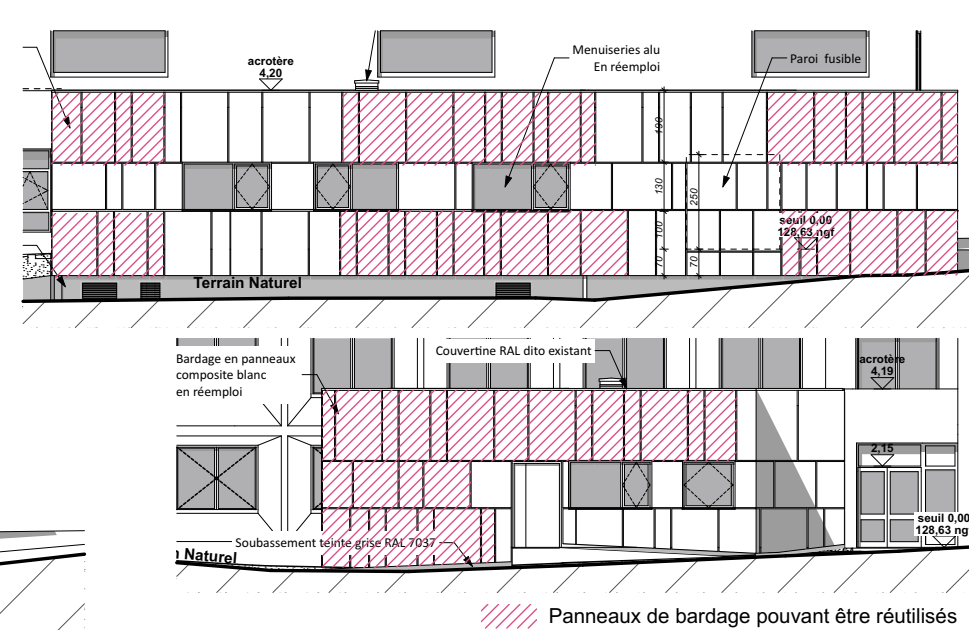 acrotère
4,20
Menuiseries alu
En réemploi
Paroi fusible
190
130
250
100
70
70
seuil 0,00
128,63 ngf
Terrain Naturel
Bardage en panneaux
composite blanc
en réemploi
Couvertine RAL dito existant
acrotère
4,19
2,15
seuil 0,00
128,63 ngf
Soubassement teinte grise RAL 7037
n Naturel
Panneaux de bardage pouvant être réutilisés